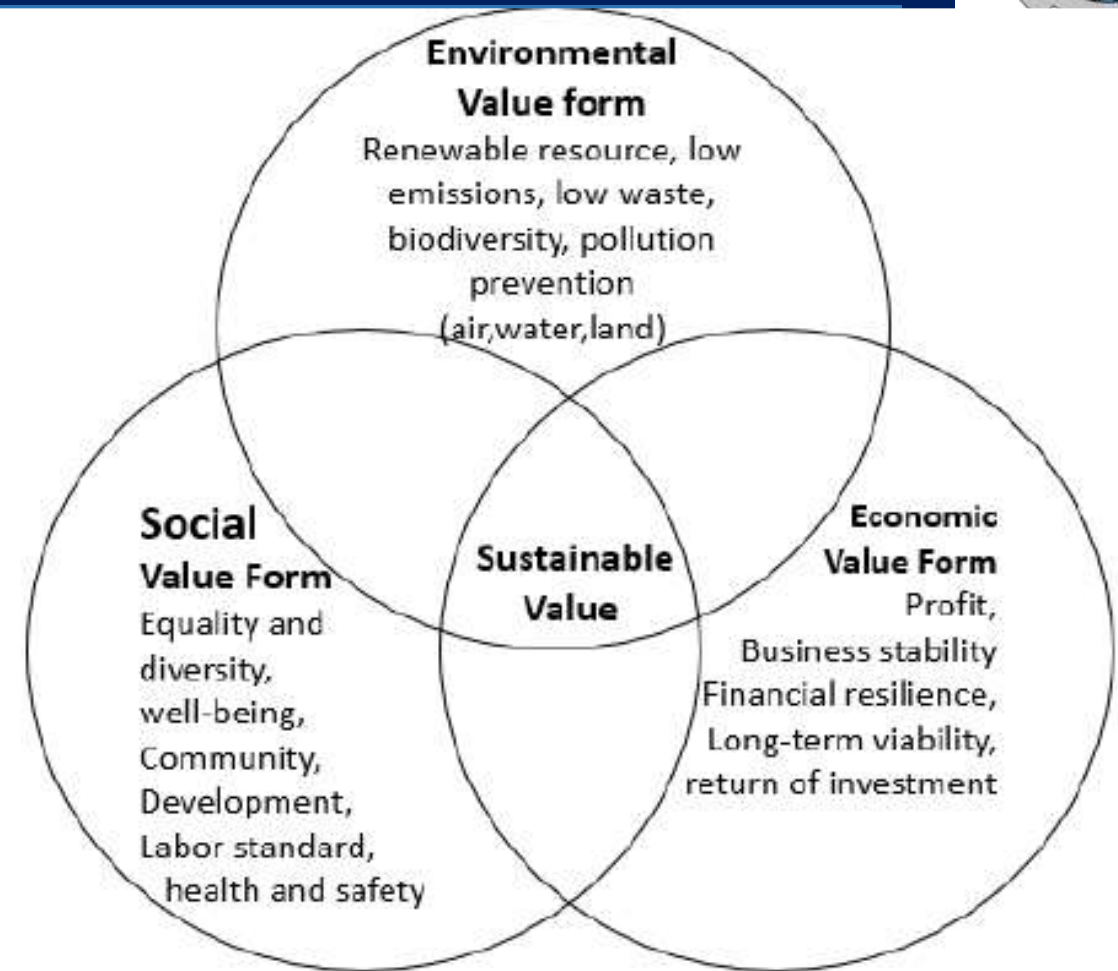 Environmental
Value form
Renewable resource, low
emissions, low waste,
biodiversity, pollution
prevention
(air,water,land)
Social
Value Form
Equality and
diversity,
well-being,
Community,
Development,
Labor standard,
health and safety
Sustainable
Value
Economic
Value Form
Profit,
Business stability
Financial resilience,
Long-term viability,
return of investment